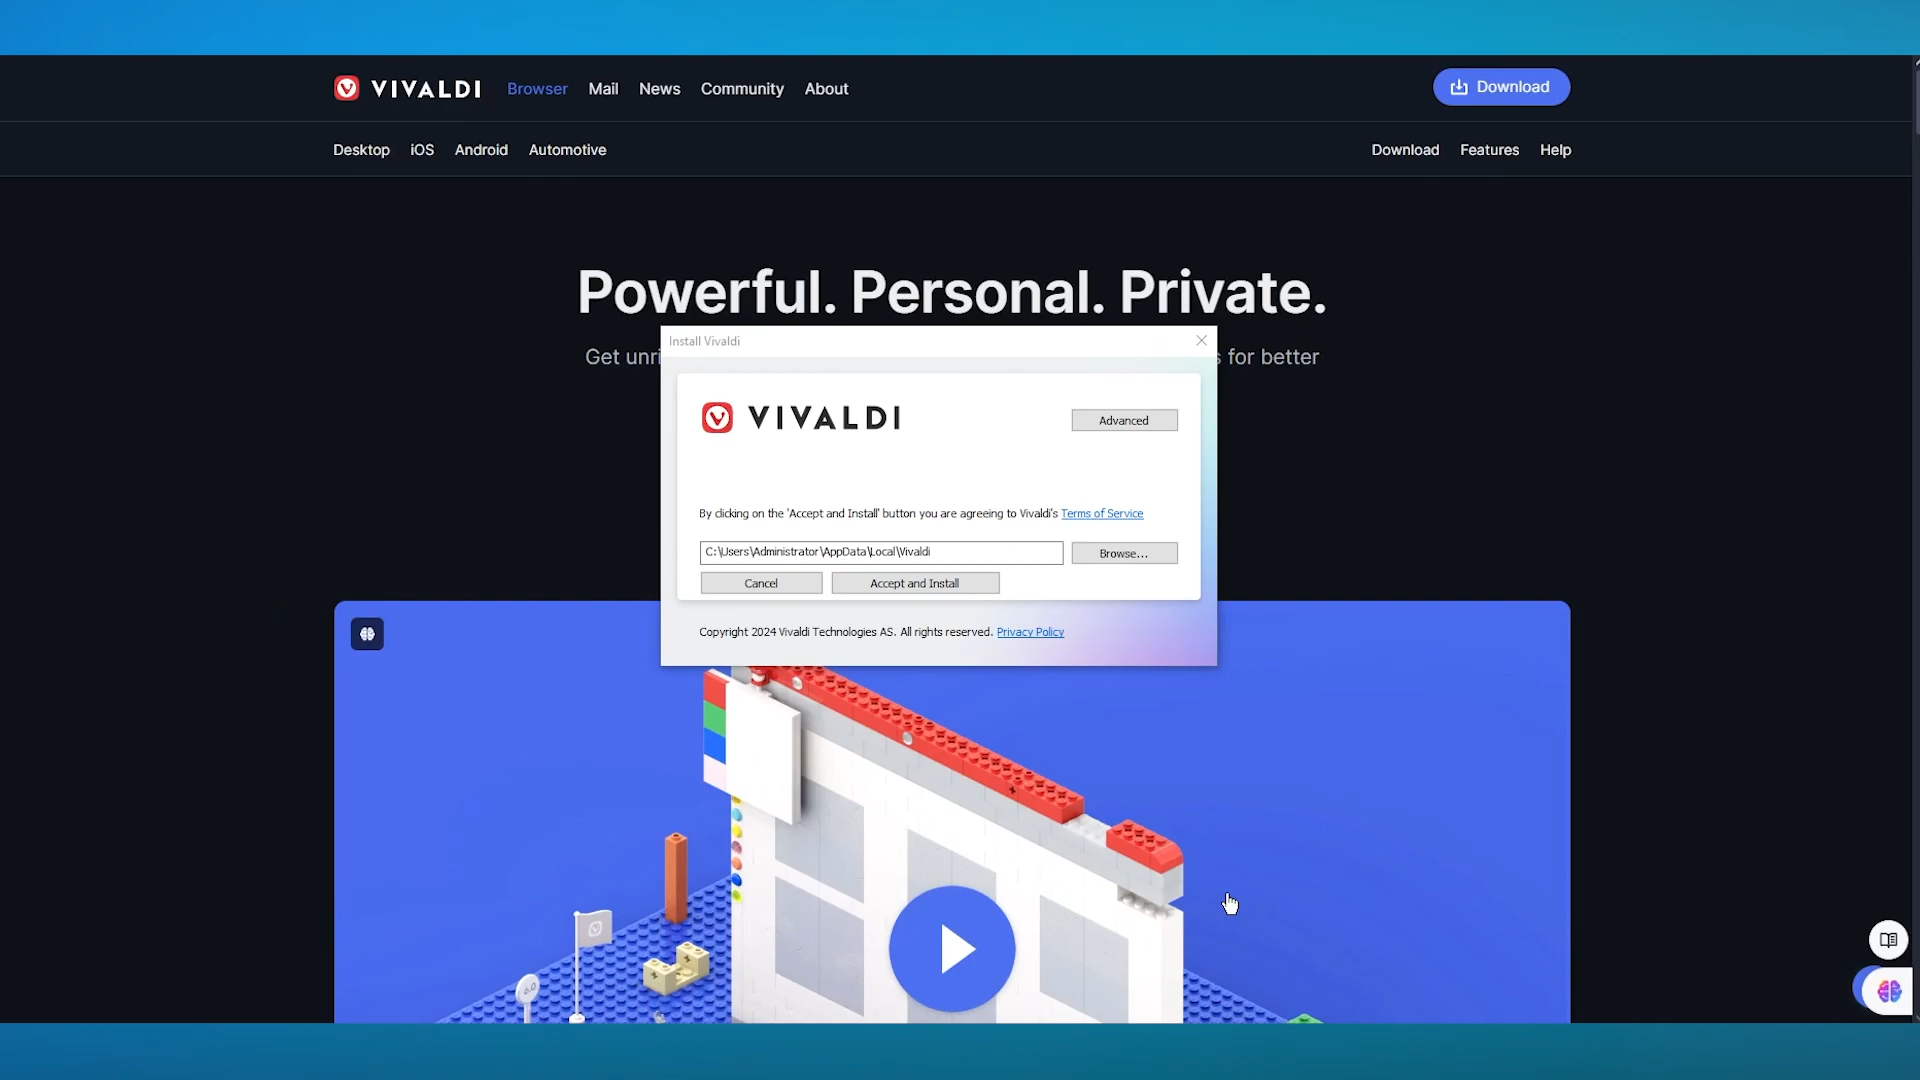 VIVALDI Browser Mail News Community About Download
Desktop iOS Android Automotive Download Features Help
Powerful. Personal. Private.
Get unri
s for better
Install Vivaldi
VIVALDI
Advanced
By clicking on the 'Accept and Install' button you are agreeing to Vivaldi's Terms of Service
C:\Users\Administrator\AppData\Local\Vivaldi
Browse...
Cancel
Accept and Install
Copyright 2024 Vivaldi Technologies AS. All rights reserved. Privacy Policy
6.0